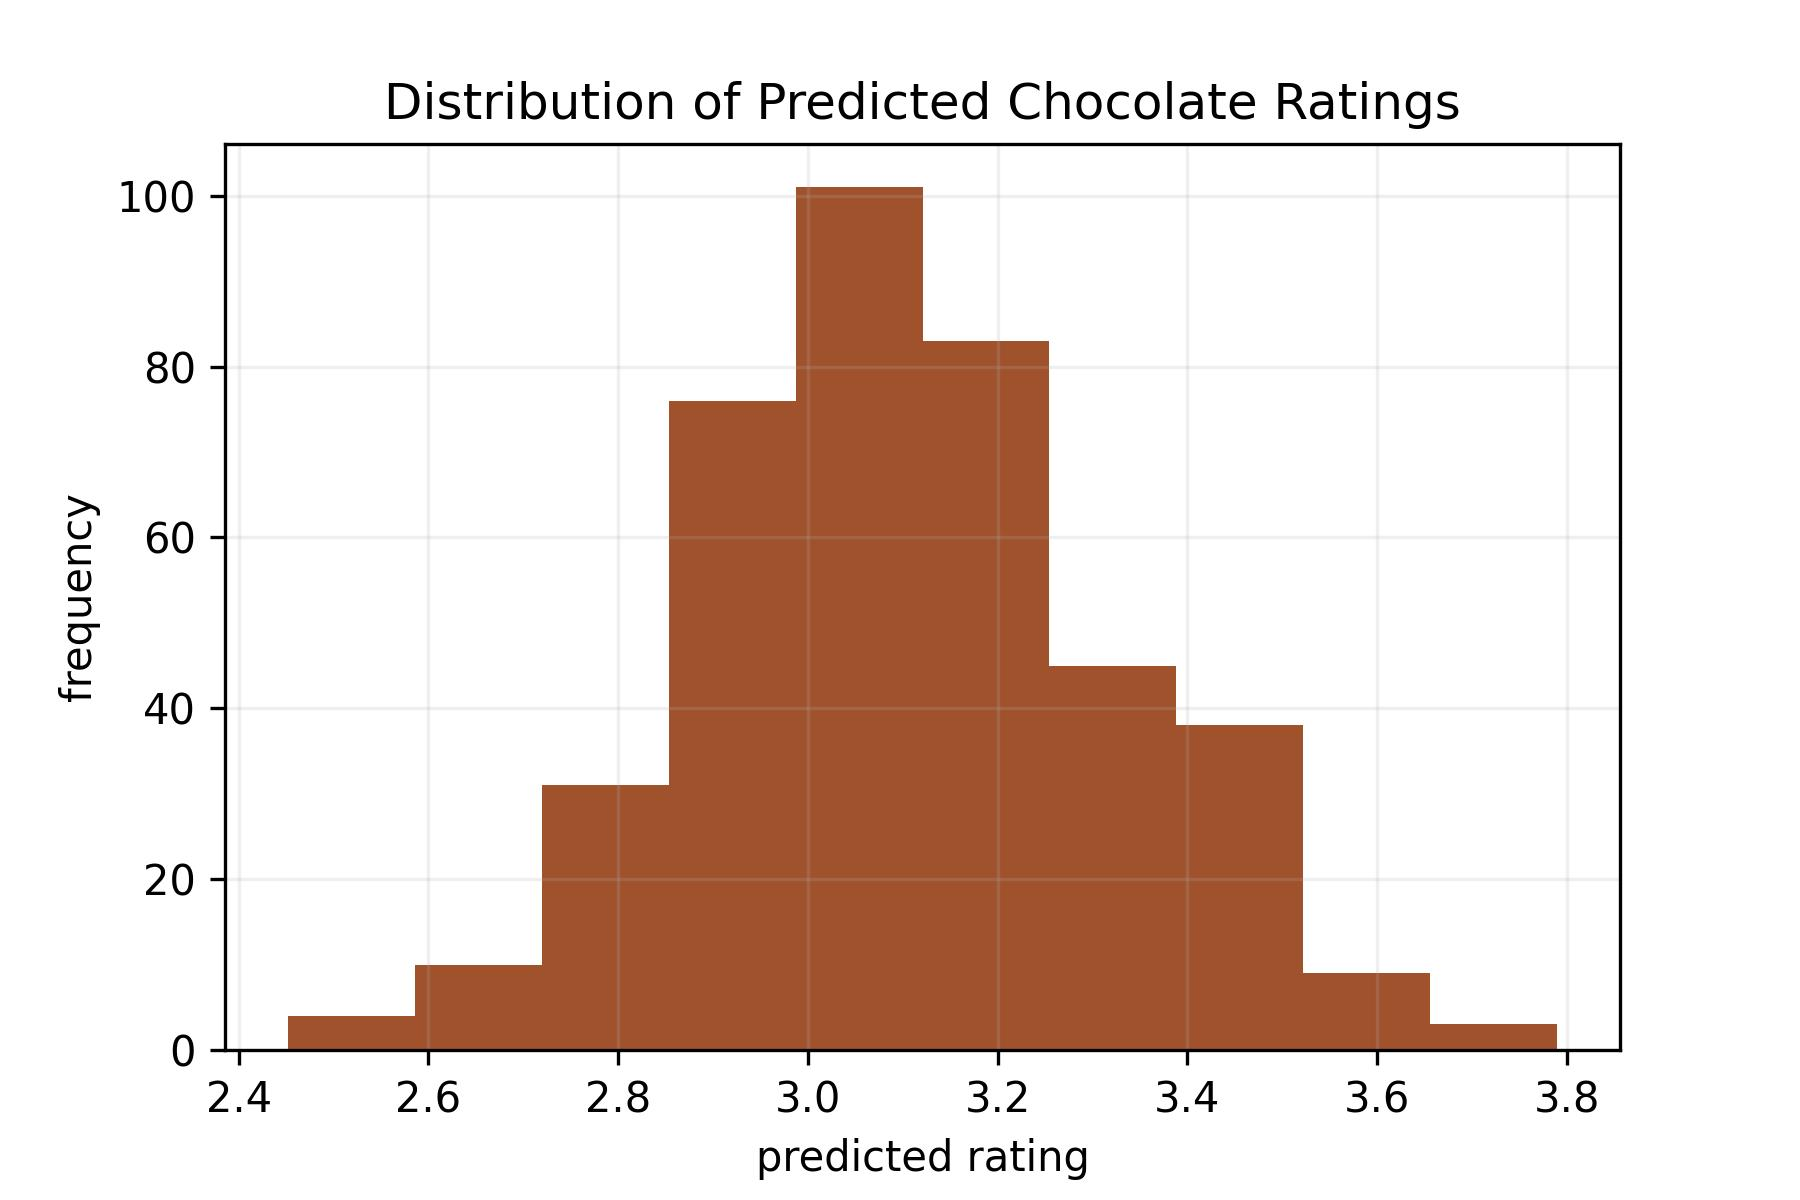 Distribution of Predicted Chocolate Ratings
100
80
60
40
20
0
frequency
2.4 2.6 2.8 3.0 3.2 3.4 3.6 3.8
predicted rating